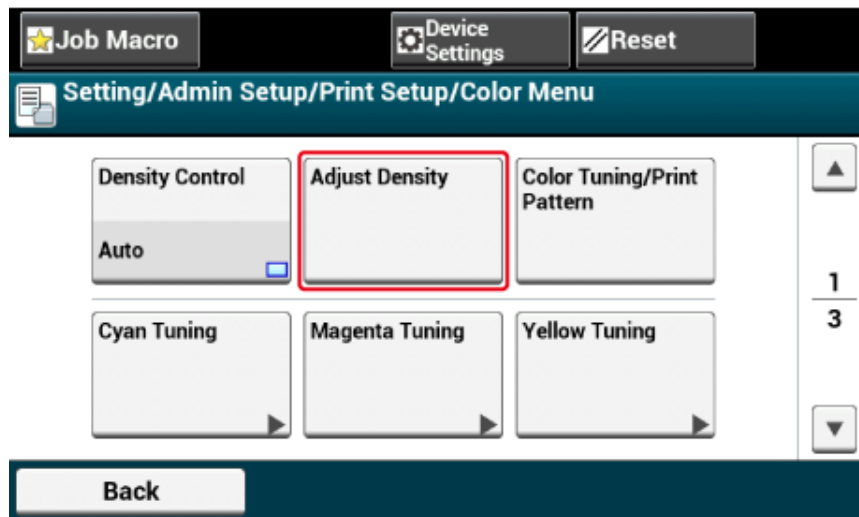 Job Macro
Device
Settings
Reset
Setting/Admin Setup/Print Setup/Color Menu
Density Control
Auto
Adjust Density
Color Tuning/Print
Pattern
1
3
Cyan Tuning
Magenta Tuning
Yellow Tuning
Back